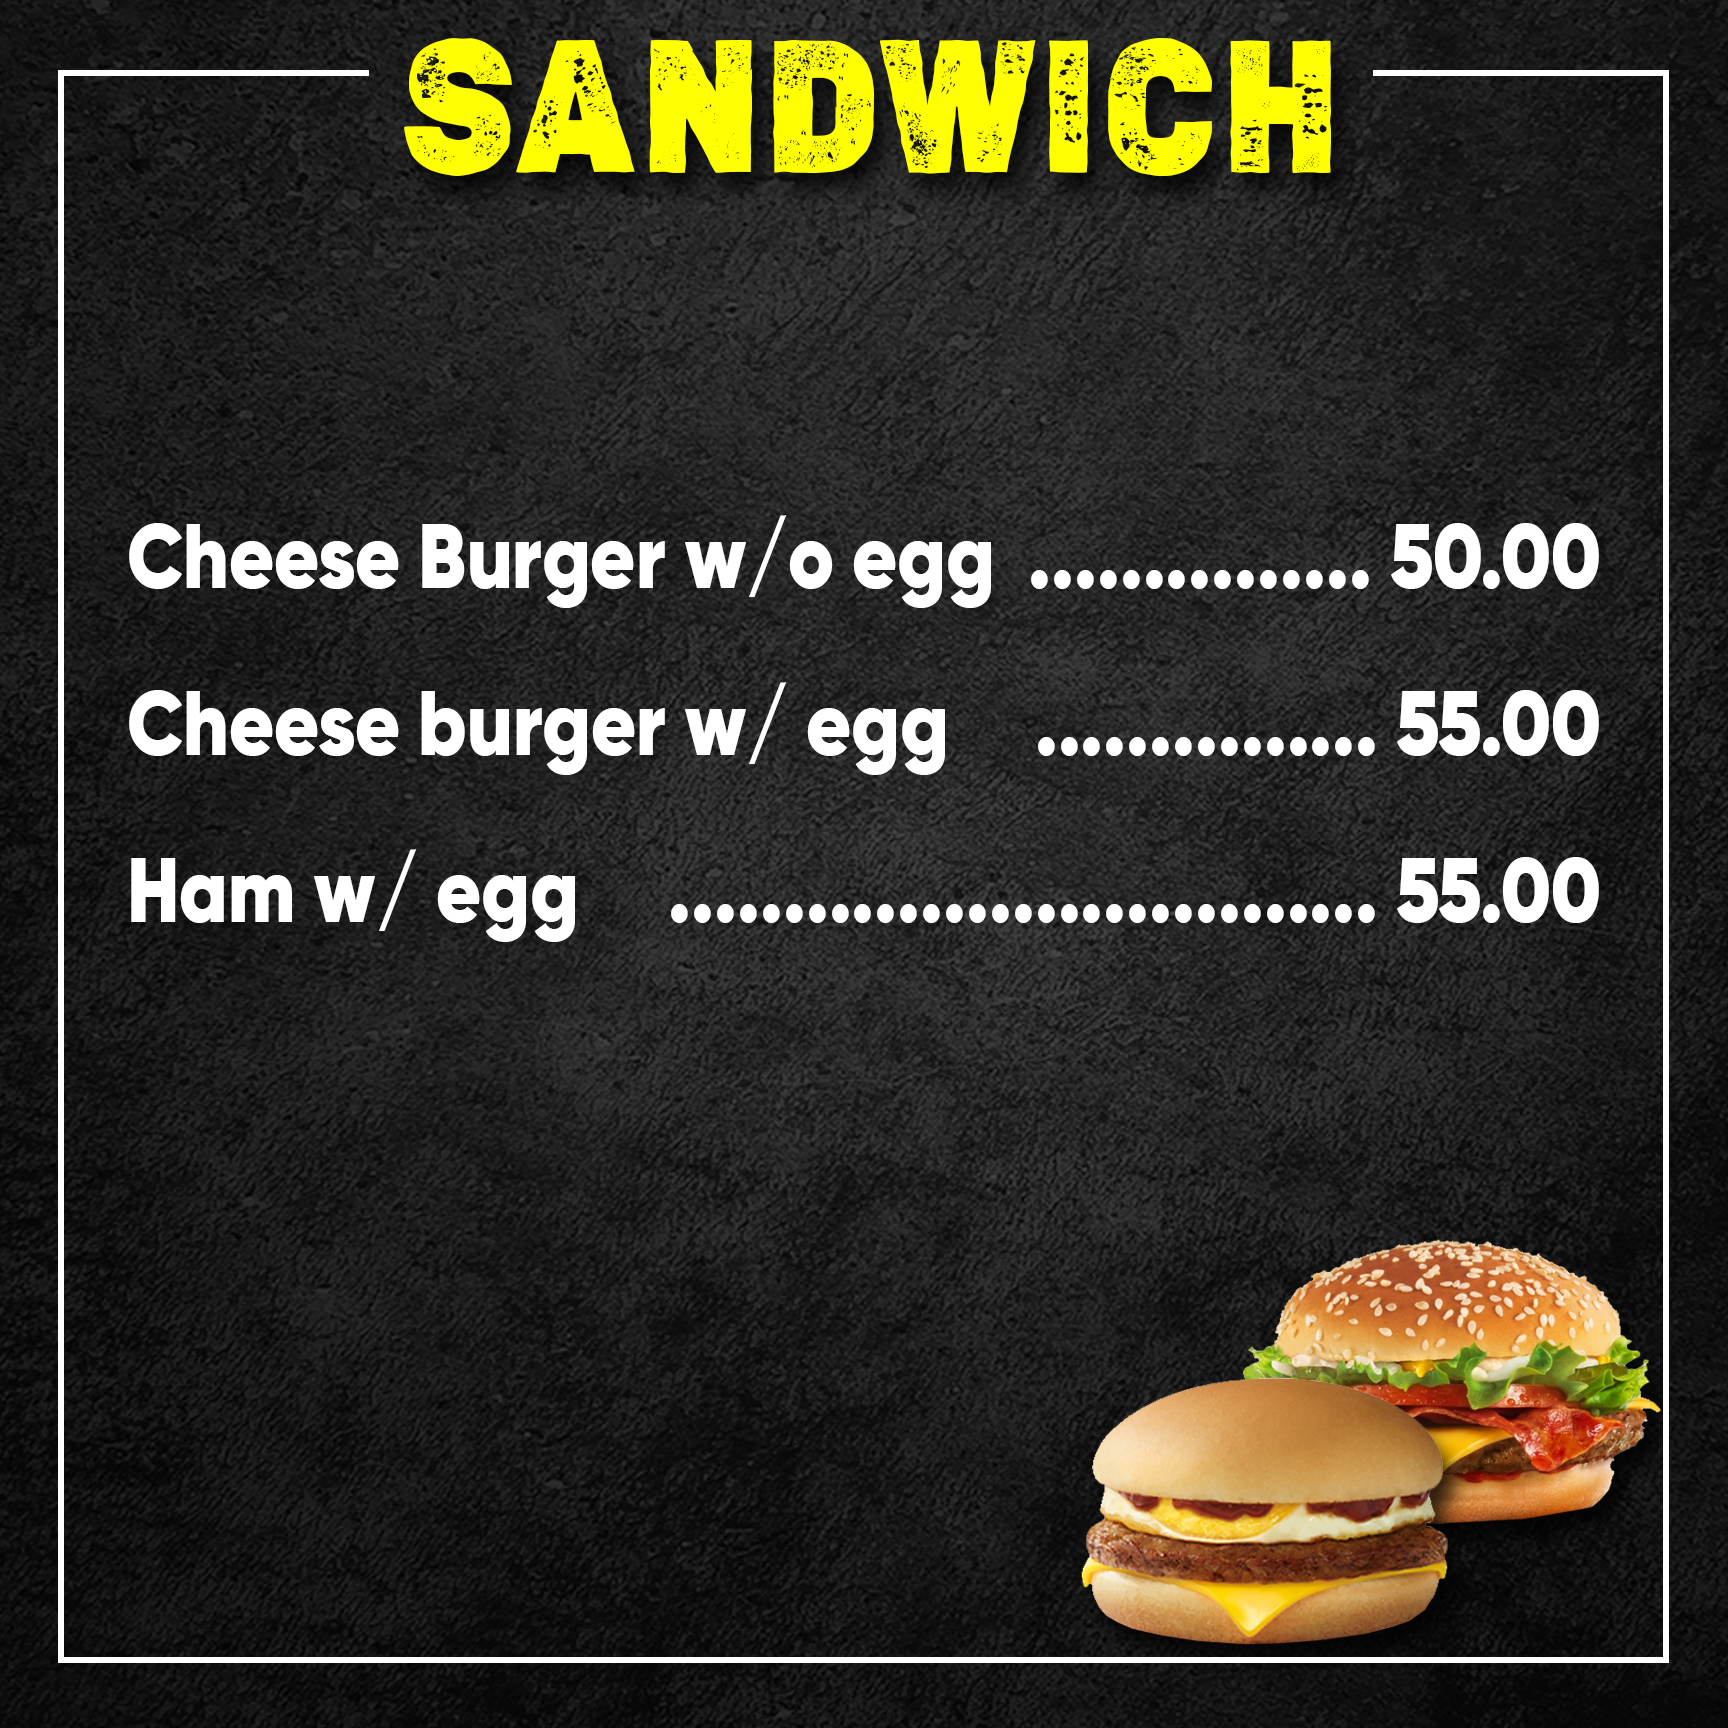 SANDWICH
Cheese Burger w/o egg ............... 50.00
Cheese burger w/ egg ............... 55.00
Ham w/ egg ............................... 55.00